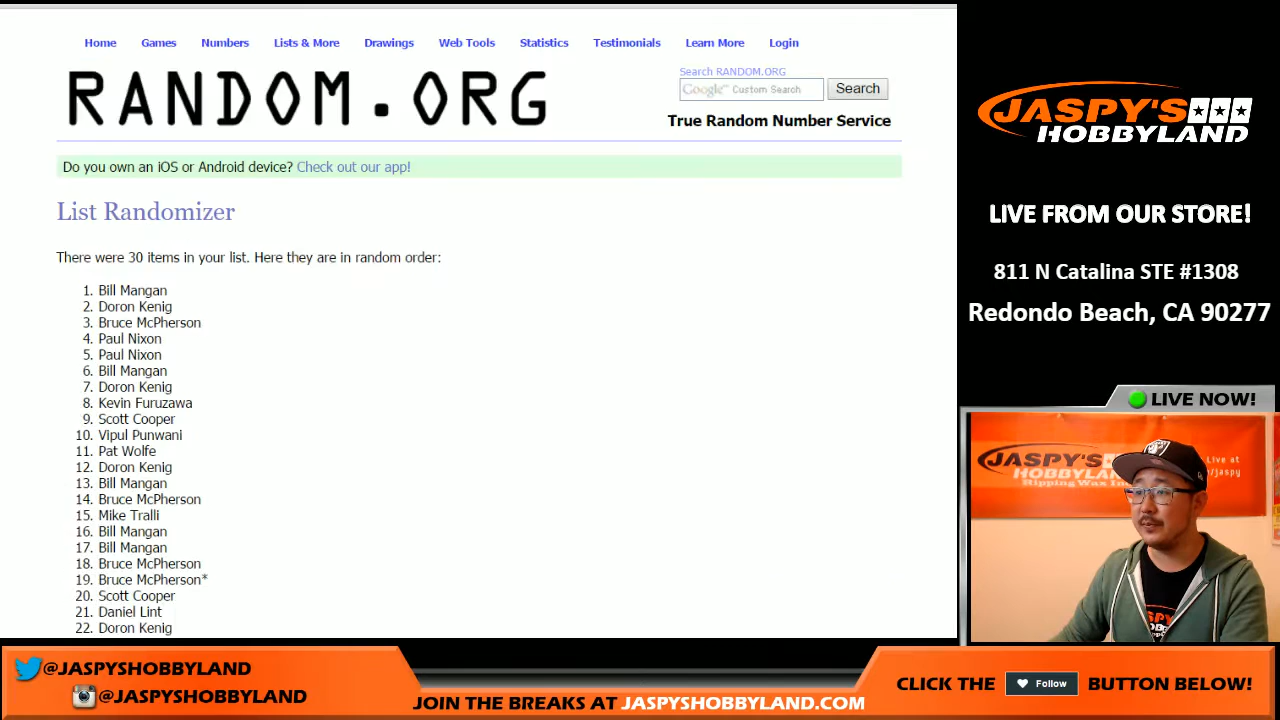 Home Games Numbers Lists & More Drawings Web Tools Statistics Testimonials Learn More Login
RANDOM.ORG
Search RANDOM.ORG
Google™ Custom Search
Search
True Random Number Service
Do you own an iOS or Android device? Check out our app!
List Randomizer
There were 30 items in your list. Here they are in random order:
1. Bill Mangan
2. Doron Kenig
3. Bruce McPherson
4. Paul Nixon
5. Paul Nixon
6. Bill Mangan
7. Doron Kenig
8. Kevin Furuzawa
9. Scott Cooper
10. Vipul Punwani
11. Pat Wolfe
12. Doron Kenig
13. Bill Mangan
14. Bruce McPherson
15. Mike Tralli
16. Bill Mangan
17. Bill Mangan
18. Bruce McPherson
19. Bruce McPherson*
20. Scott Cooper
21. Daniel Lint
22. Doron Kenig
JASPY'S
HOBBYLAND
LIVE FROM OUR STORE!
811 N Catalina STE #1308
Redondo Beach, CA 90277
LIVE NOW!
JASPY'S
HOBBYLAND
Ripping Wax
Live at
/jaspy
@JASPYSHOBBYLAND
@JASPYSHOBBYLAND
JOIN THE BREAKS AT JASPYSHOBBYLAND.COM
CLICK THE Follow BUTTON BELOW!